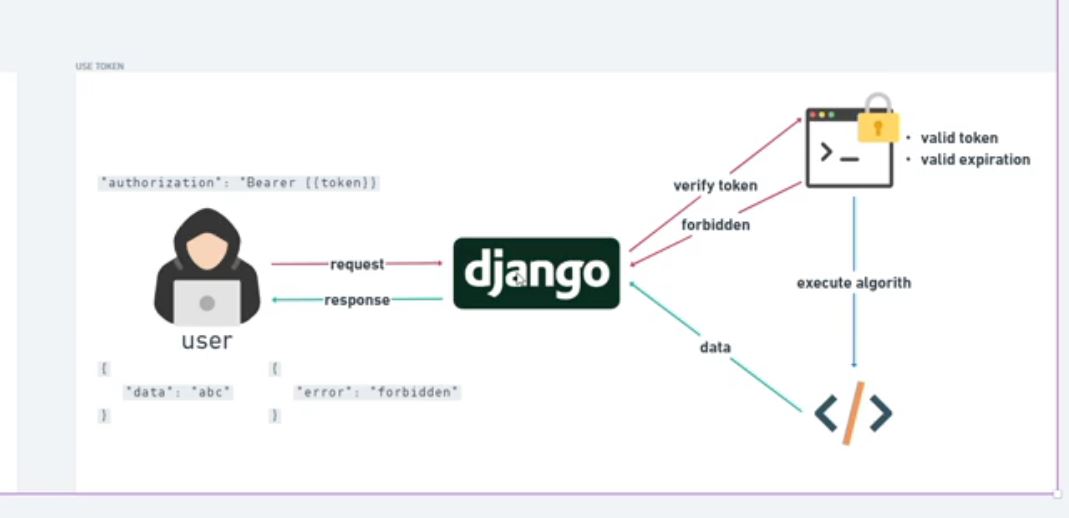 USE TOKEN
"authorization": "Bearer {{token}}
user
request
response
django
verify token
forbidden
valid token
valid expiration
execute algorith
data
{
"data": "abc"
}
{
"error": "forbidden"
}